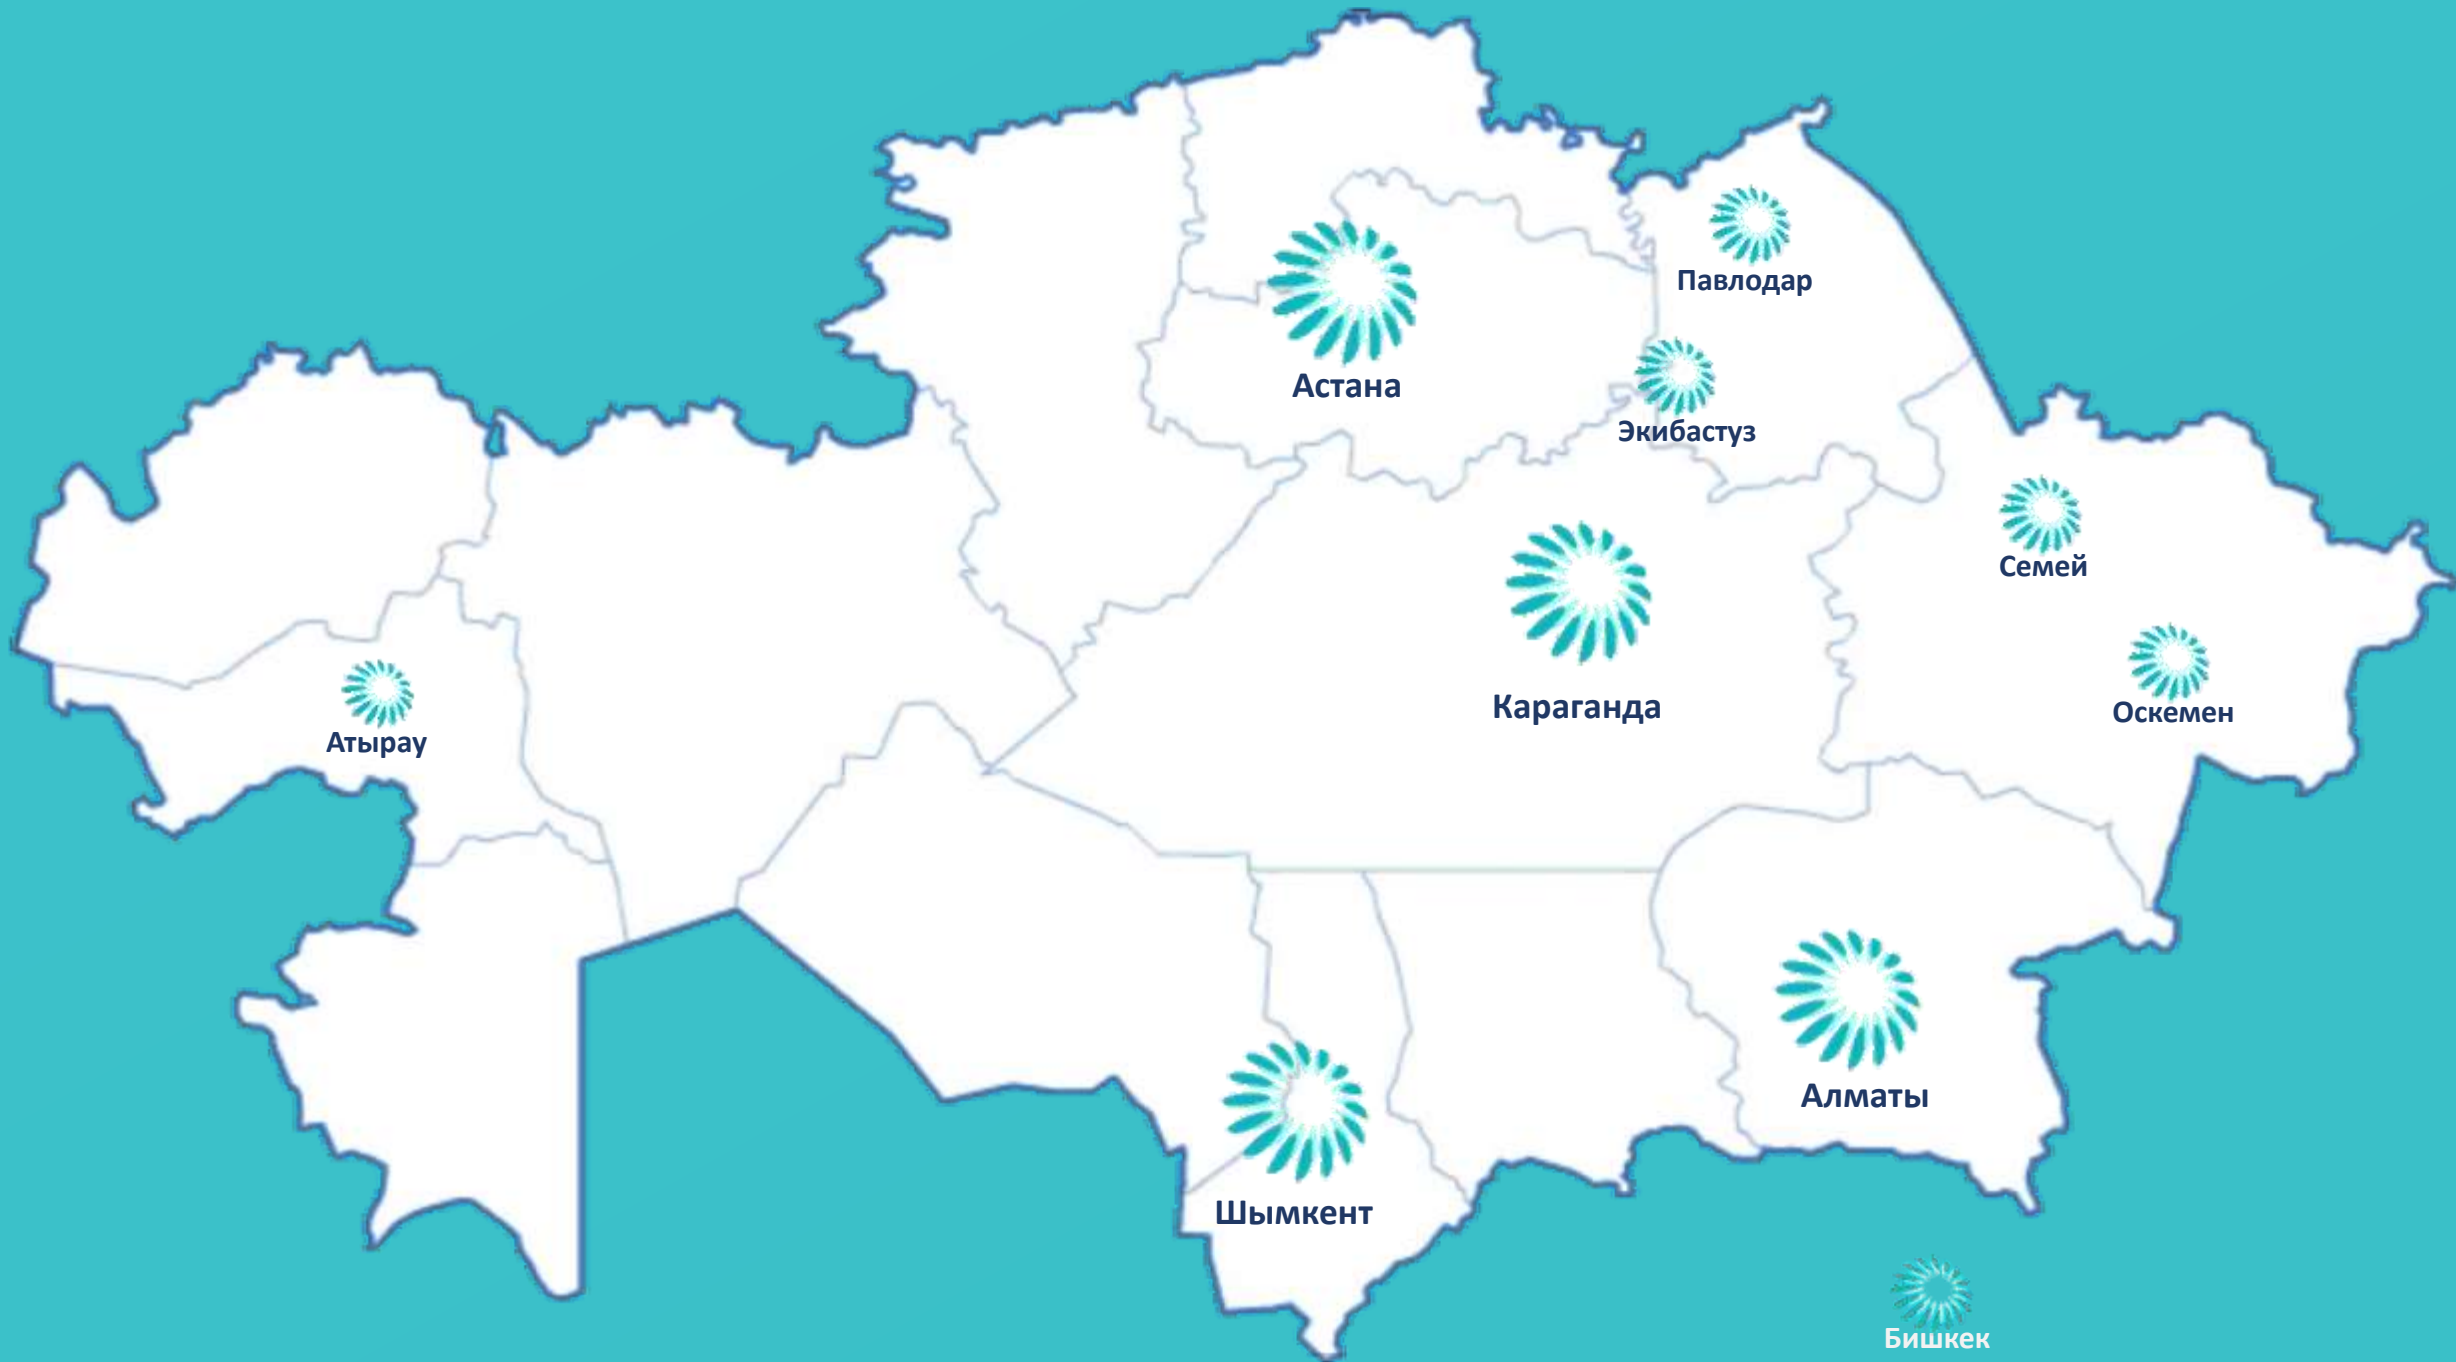 Павлодар
Астана
Экибастуз
Семей
Караганда
Оскемен
Атырау
Алматы
Шымкент
Бишкек